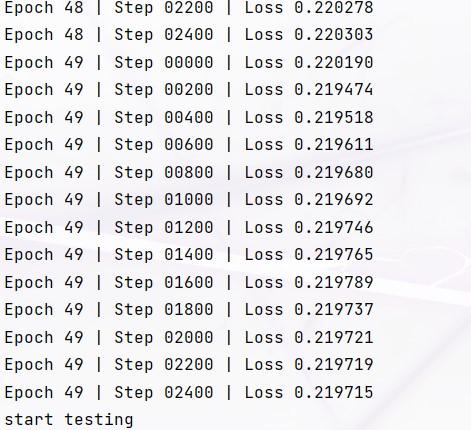 Epoch 48 | Step 02200 | Loss 0.220278
Epoch 48 | Step 02400 | Loss 0.220303
Epoch 49 | Step 00000 | Loss 0.220190
Epoch 49 | Step 00200 | Loss 0.219474
Epoch 49 | Step 00400 | Loss 0.219518
Epoch 49 | Step 00600 | Loss 0.219611
Epoch 49 | Step 00800 | Loss 0.219680
Epoch 49 | Step 01000 | Loss 0.219692
Epoch 49 | Step 01200 | Loss 0.219746
Epoch 49 | Step 01400 | Loss 0.219765
Epoch 49 | Step 01600 | Loss 0.219789
Epoch 49 | Step 01800 | Loss 0.219737
Epoch 49 | Step 02000 | Loss 0.219721
Epoch 49 | Step 02200 | Loss 0.219719
Epoch 49 | Step 02400 | Loss 0.219715
start testing